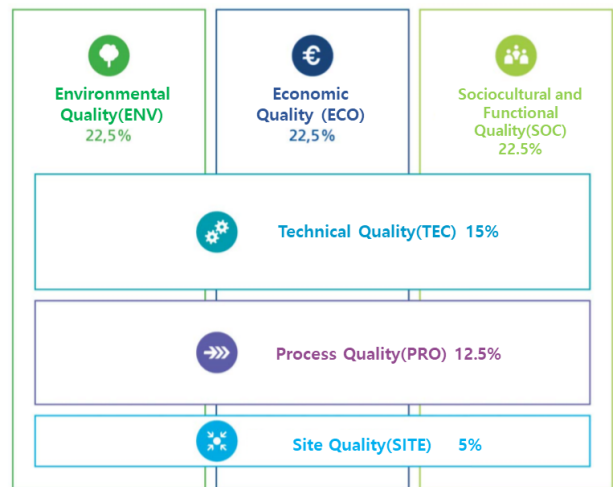 €
Environmental
Quality(ENV)
22,5%
Economic
Quality (ECO)
22,5%
Sociocultural and
Functional
Quality(SOC)
22.5%
Technical Quality(TEC) 15%
Process Quality(PRO) 12.5%
Site Quality(SITE) 5%